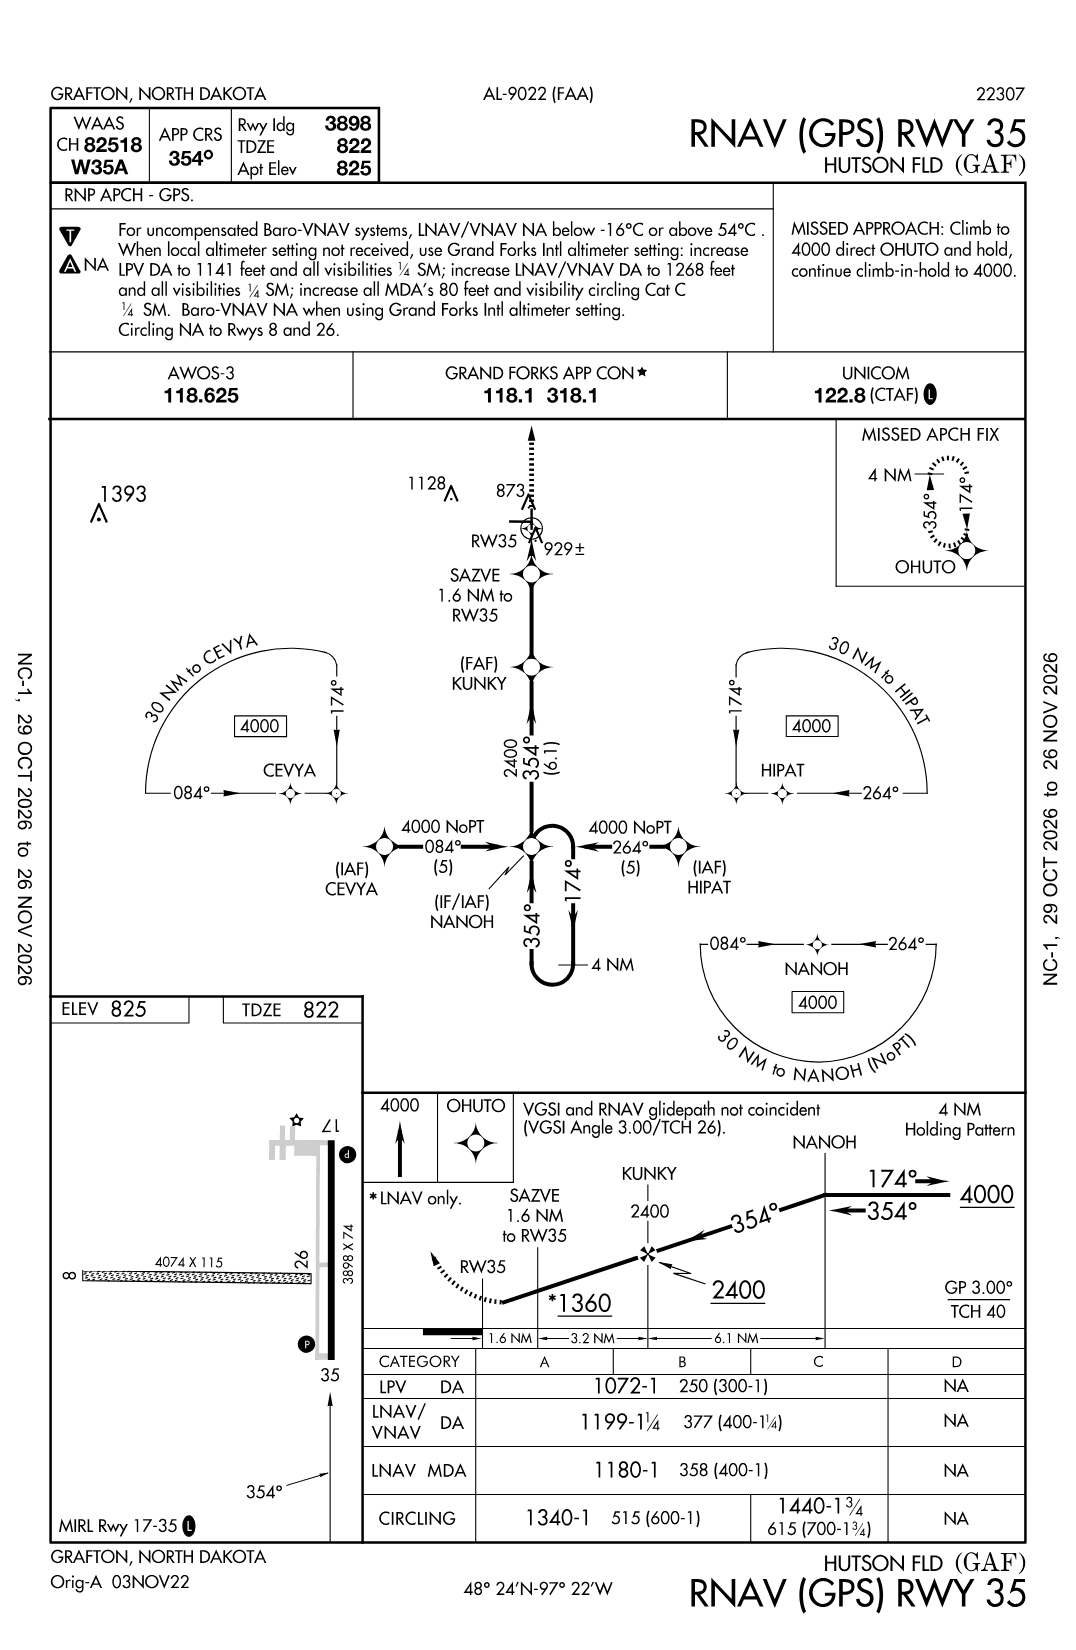 GRAFTON, NORTH DAKOTA
AL-9022 (FAA)
22307
WAAS
CH 82518
W35A
APP CRS
354°
Rwy Idg 3898
TDZE 822
Apt Elev 825
RNAV (GPS) RWY 35
HUTSON FLD (GAF)
RNP APCH - GPS.
T
A NA
For uncompensated Baro-VNAV systems, LNAV/VNAV NA below -16°C or above 54°C .
When local altimeter setting not received, use Grand Forks Intl altimeter setting: increase
LPV DA to 1141 feet and all visibilities ¼ SM; increase LNAV/VNAV DA to 1268 feet
and all visibilities ¼ SM; increase all MDA's 80 feet and visibility circling Cat C
¼ SM. Baro-VNAV NA when using Grand Forks Intl altimeter setting.
Circling NA to Rwys 8 and 26.
MISSED APPROACH: Climb to
4000 direct OHUTO and hold,
continue climb-in-hold to 4000.
AWOS-3
118.625
GRAND FORKS APP CON★
118.1 318.1
UNICOM
122.8 (CTAF) L
MISSED APCH FIX
4 NM
354°
174°
OHUTO
1393
1128
873
RW35
929±
SAZVE
1.6 NM to
RW35
(FAF)
KUNKY
2400
354°
(6.1)
30 NM to CEVYA
174°
4000
CEVYA
084°
30 NM to HIPAT
174°
4000
HIPAT
264°
4000 NoPT
084°
(5)
(IAF)
CEVYA
4000 NoPT
264°
(5)
(IAF)
HIPAT
(IF/IAF)
NANOH
354°
174°
4 NM
084°
264°
NANOH
4000
30 NM to NANOH (NoPT)
NC-1, 29 OCT 2026 to 26 NOV 2026
NC-1, 29 OCT 2026 to 26 NOV 2026
ELEV 825
TDZE 822
17
P
4074 X 115
8
26
3898 X 74
P
35
354°
MIRL Rwy 17-35 L
4000
OHUTO
VGSI and RNAV glidepath not coincident
(VGSI Angle 3.00/TCH 26).
4 NM
Holding Pattern
*LNAV only.
SAZVE
1.6 NM
to RW35
RW35
KUNKY
2400
NANOH
354°
174°
354°
4000
*1360
2400
GP 3.00°
TCH 40
1.6 NM
3.2 NM
6.1 NM
CATEGORY A B C D
LPV DA 1072-1 250 (300-1) NA
LNAV/
VNAV DA 1199-1¼ 377 (400-1¼) NA
LNAV MDA 1180-1 358 (400-1) NA
CIRCLING 1340-1 515 (600-1) 1440-1¾ 615 (700-1¾) NA
GRAFTON, NORTH DAKOTA
Orig-A 03NOV22
48° 24'N-97° 22'W
HUTSON FLD (GAF)
RNAV (GPS) RWY 35